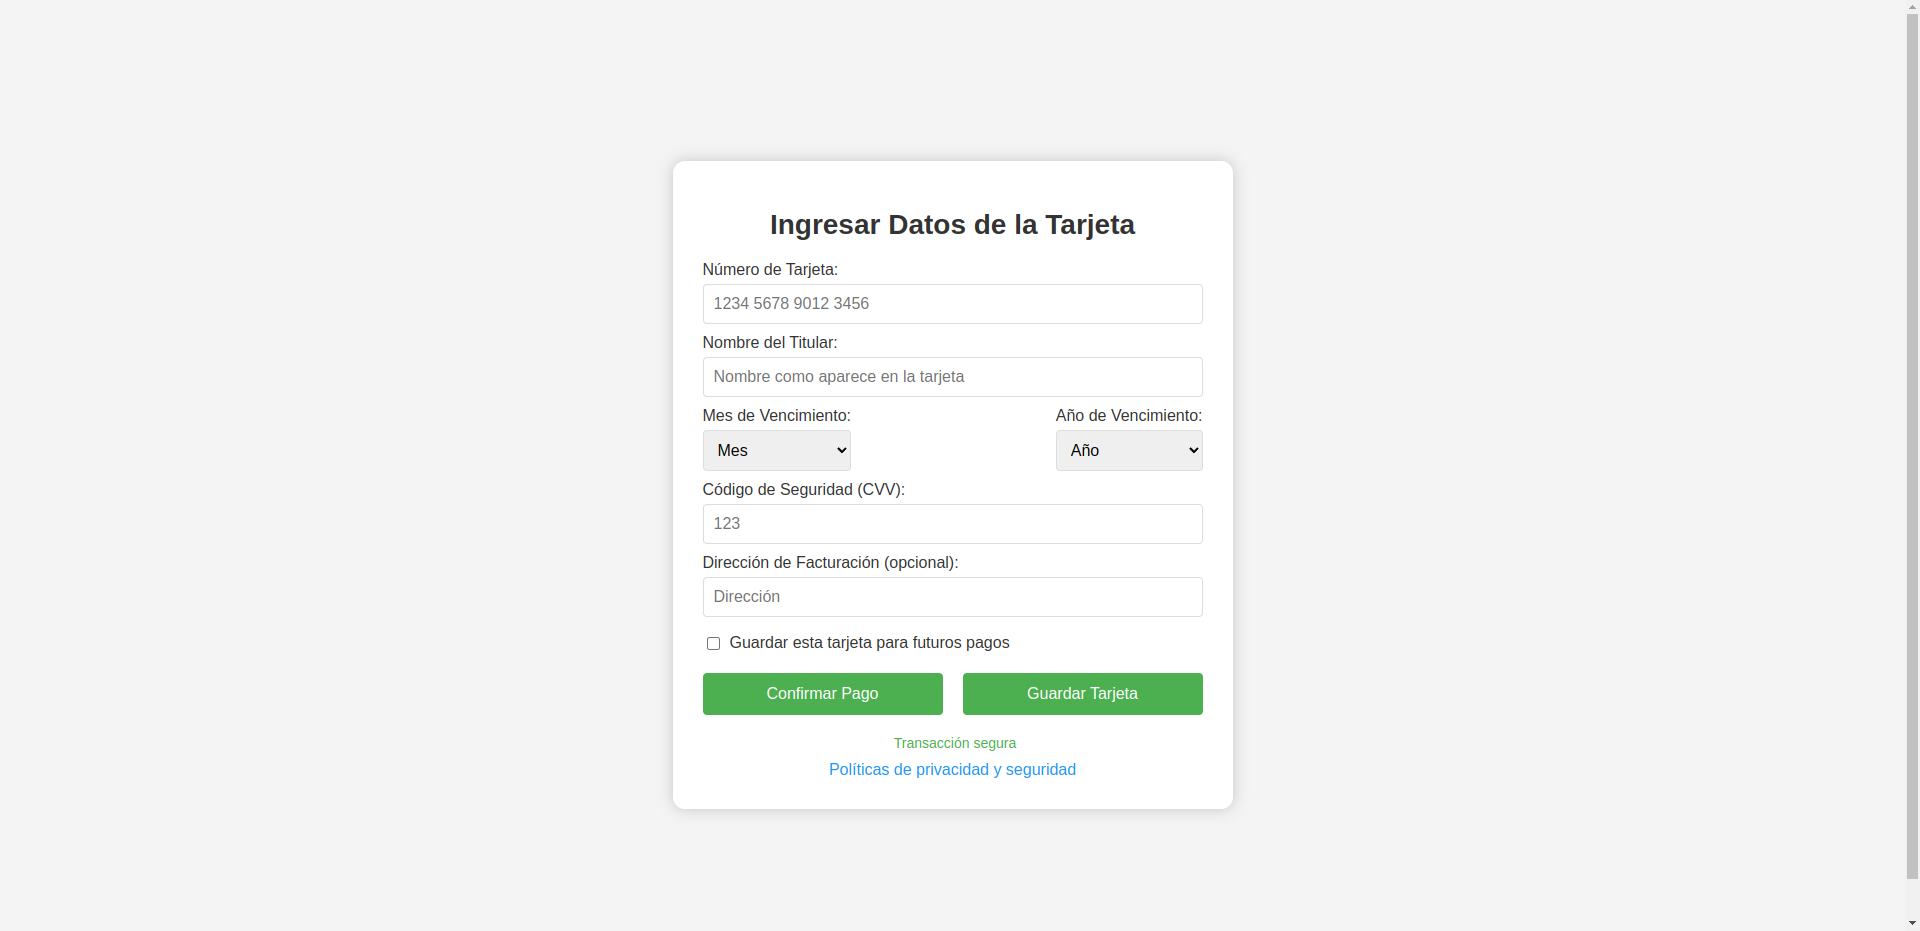 Ingresar Datos de la Tarjeta
Número de Tarjeta:
1234 5678 9012 3456
Nombre del Titular:
Nombre como aparece en la tarjeta
Mes de Vencimiento: Año de Vencimiento:
Mes Año
Código de Seguridad (CVV):
123
Dirección de Facturación (opcional):
Dirección
Guardar esta tarjeta para futuros pagos
Confirmar Pago Guardar Tarjeta
Transacción segura
Políticas de privacidad y seguridad